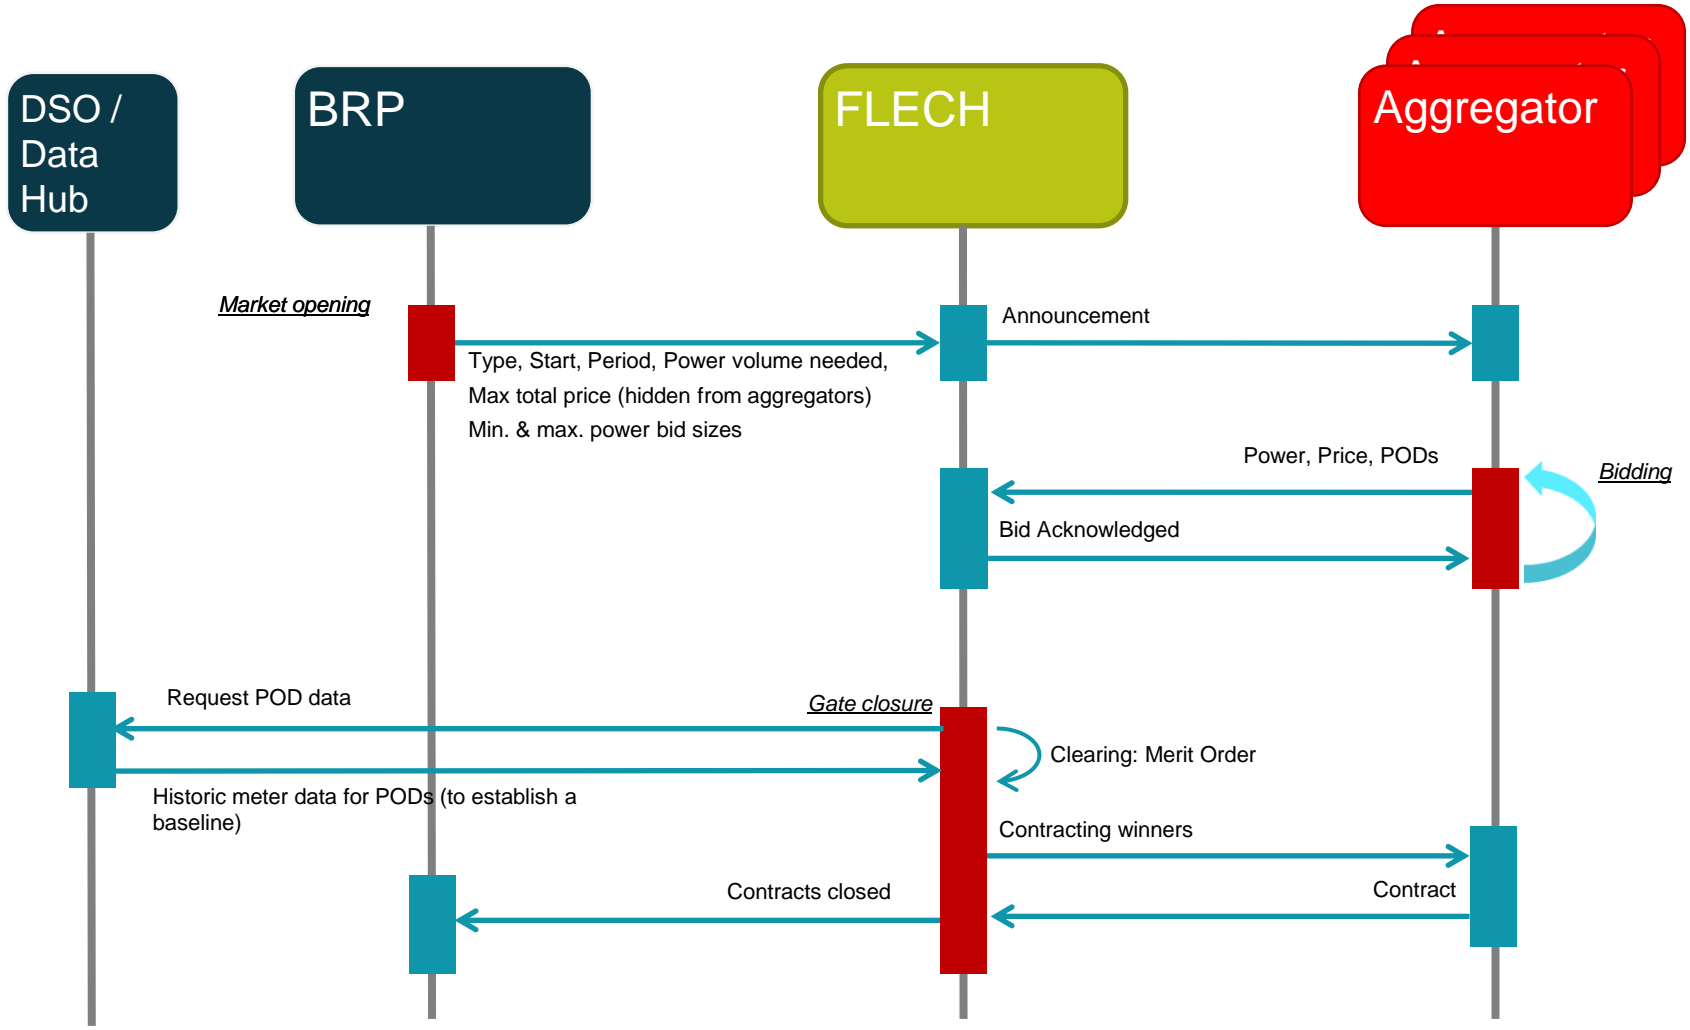 DSO /
Data
Hub
BRP
FLECH
Aggregator
Market opening
Announcement
Type, Start, Period, Power volume needed,
Max total price (hidden from aggregators)
Min. & max. power bid sizes
Power, Price, PODs
Bidding
Bid Acknowledged
Request POD data
Gate closure
Clearing: Merit Order
Historic meter data for PODs (to establish a
baseline)
Contracting winners
Contracts closed
Contract